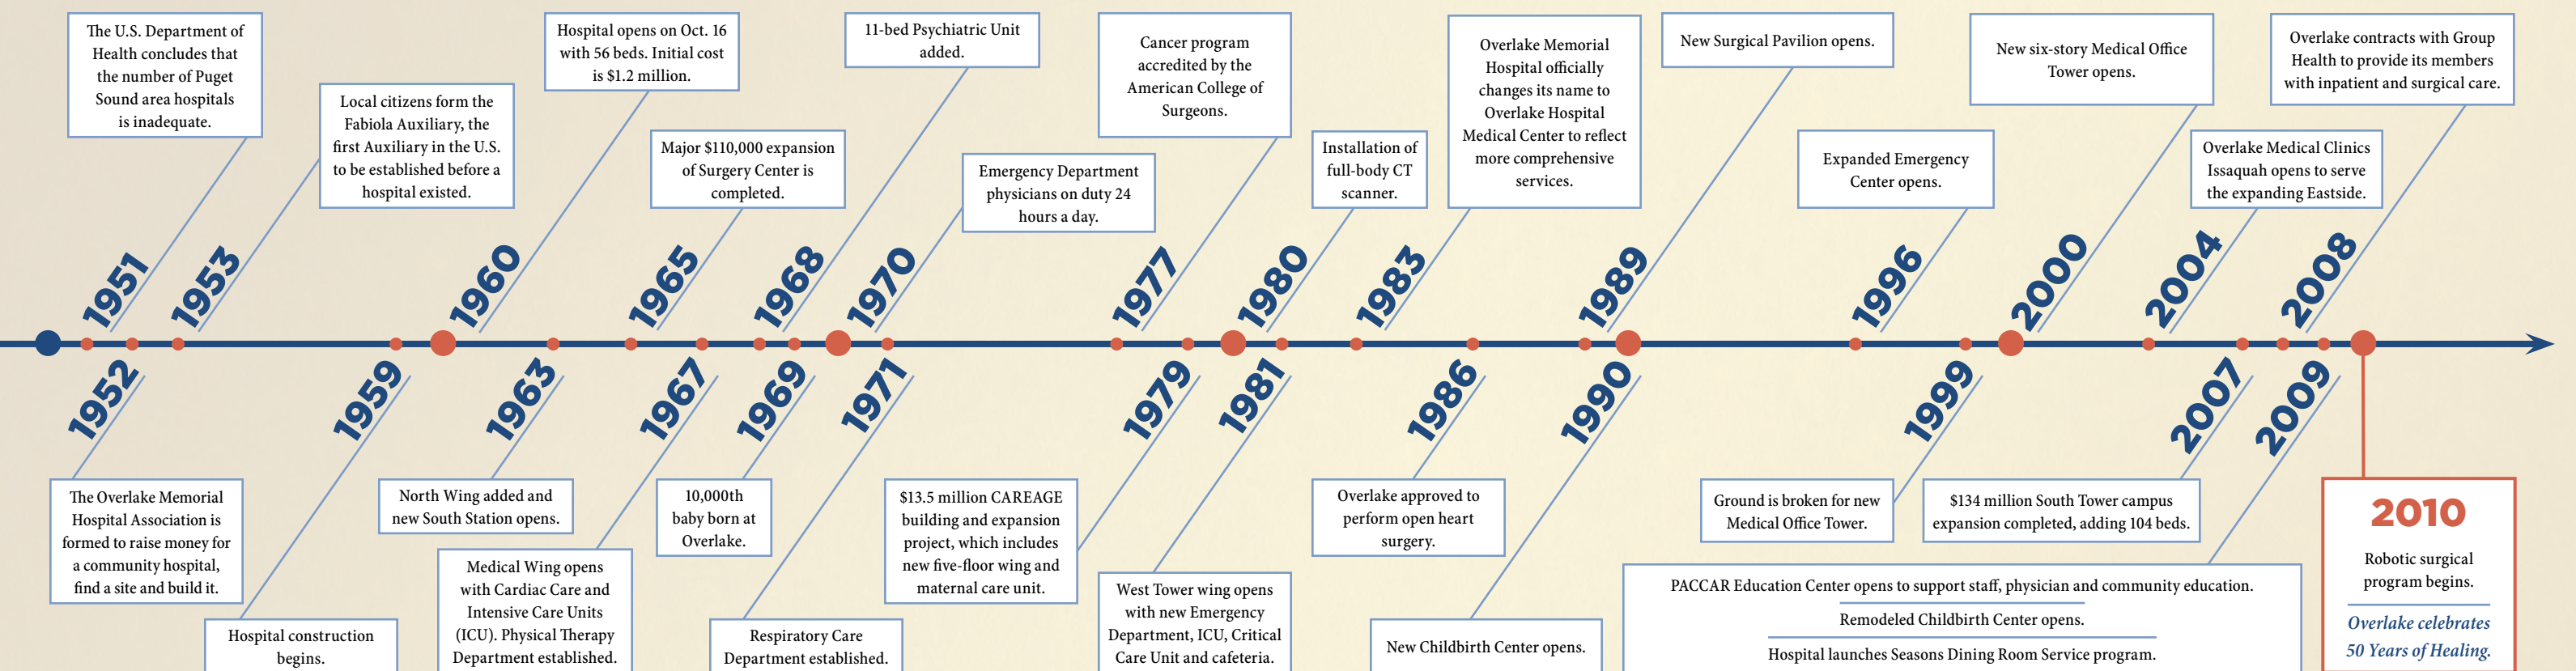 The U.S. Department of
Health concludes that
the number of Puget
Sound area hospitals
is inadequate.
1951
Local citizens form the
Fabiola Auxiliary, the
first Auxiliary in the U.S.
to be established before a
hospital existed.
1953
Hospital opens on Oct. 16
with 56 beds. Initial cost
is $1.2 million.
1960
Major $110,000 expansion
of Surgery Center is
completed.
1965
11-bed Psychiatric Unit
added.
1968
Emergency Department
physicians on duty 24
hours a day.
1970
Cancer program
accredited by the
American College of
Surgeons.
1977
Installation of
full-body CT
scanner.
1980
Overlake Memorial
Hospital officially
changes its name to
Overlake Hospital
Medical Center to reflect
more comprehensive
services.
1983
New Surgical Pavilion opens.
1989
Expanded Emergency
Center opens.
1996
New six-story Medical Office
Tower opens.
2000
Overlake Medical Clinics
Issaquah opens to serve
the expanding Eastside.
2004
Overlake contracts with Group
Health to provide its members
with inpatient and surgical care.
2008
1952
The Overlake Memorial
Hospital Association is
formed to raise money for
a community hospital,
find a site and build it.
1959
Hospital construction
begins.
1963
North Wing added and
new South Station opens.
1967
Medical Wing opens
with Cardiac Care and
Intensive Care Units
(ICU). Physical Therapy
Department established.
1969
10,000th
baby born at
Overlake.
1971
Respiratory Care
Department established.
1979
$13.5 million CAREAGE
building and expansion
project, which includes
new five-floor wing and
maternal care unit.
1981
West Tower wing opens
with new Emergency
Department, ICU, Critical
Care Unit and cafeteria.
1986
Overlake approved to
perform open heart
surgery.
1990
New Childbirth Center opens.
1999
Ground is broken for new
Medical Office Tower.
2007
$134 million South Tower campus
expansion completed, adding 104 beds.
2009
PACCAR Education Center opens to support staff, physician and community education.
Remodeled Childbirth Center opens.
Hospital launches Seasons Dining Room Service program.
2010
Robotic surgical
program begins.
Overlake celebrates
50 Years of Healing.